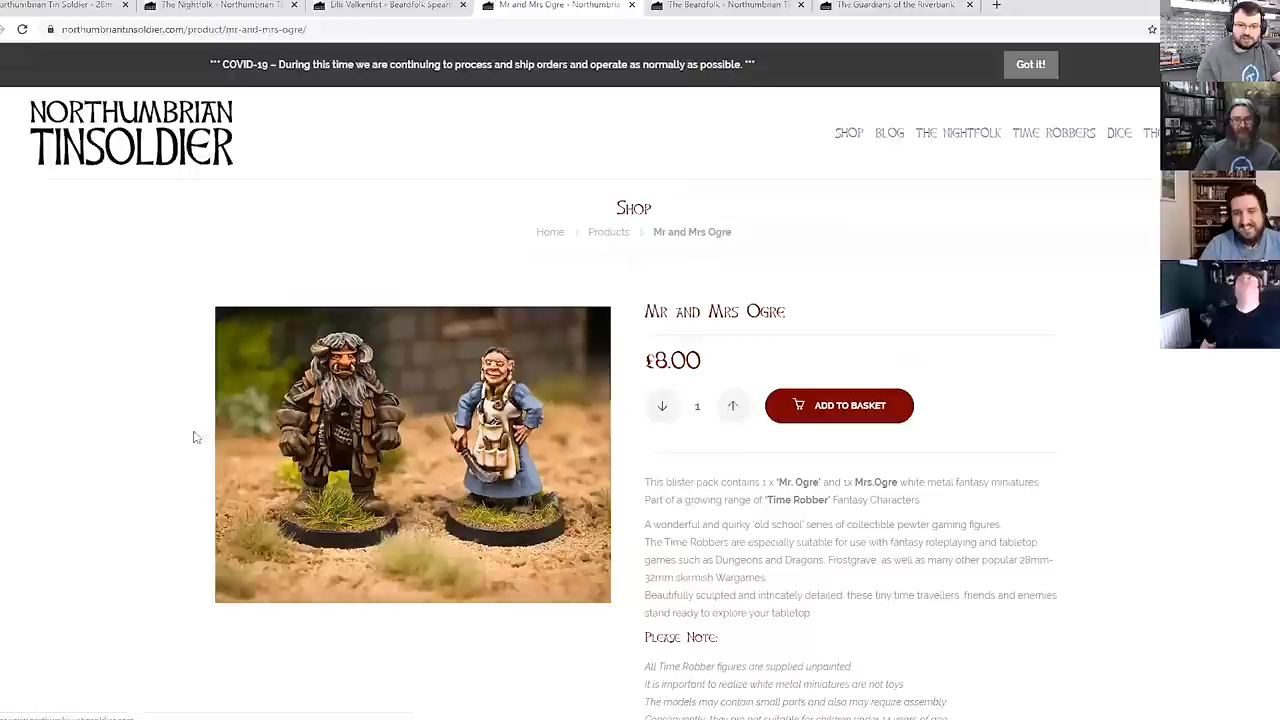 Northumbrian Tin Soldier - 28m
The Nightfolk - Northumbrian Ti
Mr and Mrs Ogre - Northumbria
The Beardfolk - Northumbrian Tin
The Guardians of the Riverbank
northumbriantinsoldier.com/product/mr-and-mrs-ogre/
*** COVID-19 – During this time we are continuing to process and ship orders and operate as normally as possible. ***
Got it!
NORTHUMBRIAN
TINSOLDIER
SHOP BLOG THE NIGHTFOLK TIME ROBBERS DICE THE
SHOP
Home > Products > Mr and Mrs Ogre
MR AND MRS OGRE
£8.00
1
ADD TO BASKET
This blister pack contains 1 x 'Mr. Ogre' and 1x Mrs.Ogre white metal fantasy miniatures.
Part of a growing range of 'Time Robber' Fantasy Characters
A wonderful and quirky 'old school' series of collectible pewter gaming figures.
The Time Robbers are especially suitable for use with fantasy roleplaying and tabletop
games such as Dungeons and Dragons, Frostgrave as well as many other popular 28mm-
32mm skirmish Wargames.
Beautifully sculpted and intricately detailed, these tiny time travellers, friends and enemies
stand ready to explore your tabletop
PLEASE NOTE:
All Time Robber figures are supplied unpainted.
It is important to realize white metal miniatures are not toys
The models may contain small parts and also may require assembly.
Consequently, they are not suitable for children under 14 years of age